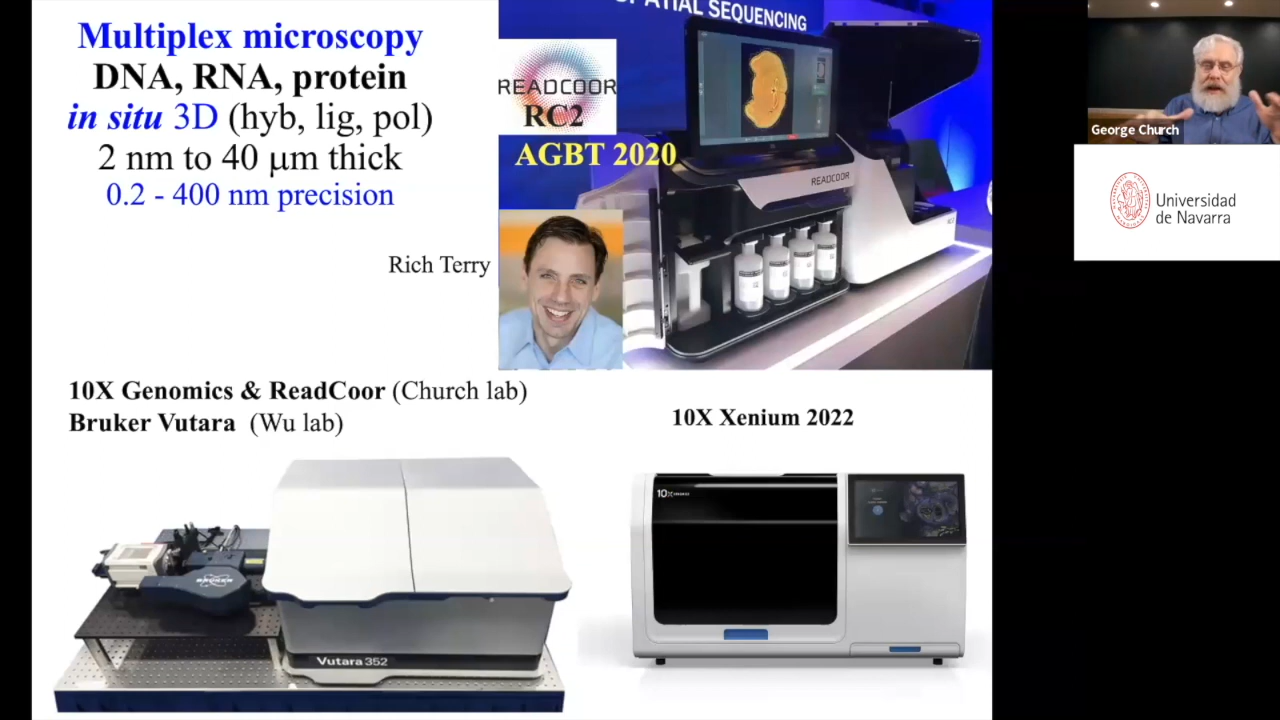 Multiplex microscopy
DNA, RNA, protein
in situ 3D (hyb, lig, pol)
2 nm to 40 μm thick
0.2 - 400 nm precision
Rich Terry
SPATIAL SEQUENCING
READCOOR
RC2
AGBT 2020
READCOOR
10X Genomics & ReadCoor (Church lab)
Bruker Vutara (Wu lab)
10X Xenium 2022
BRUKER
Vutara 352
10X GENOMICS
George Church
Universidad
de Navarra